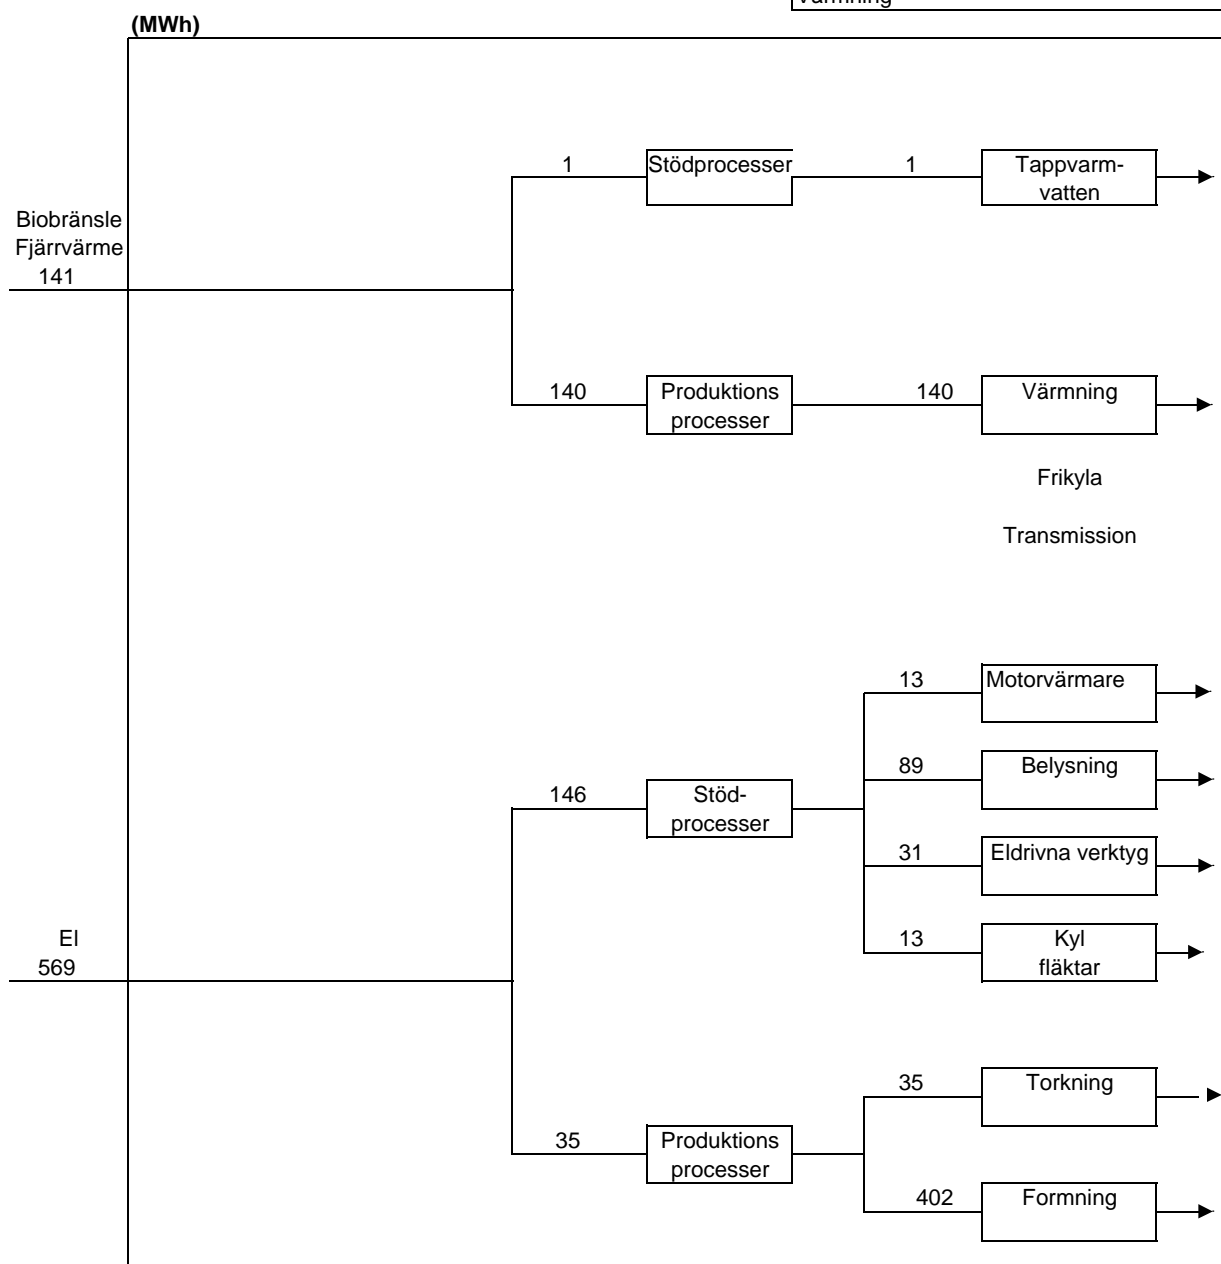 Värmning
(MWh)
1
Stödprocesser
1
Tappvarm-
vatten
Biobränsle
Fjärrvärme
141
140
Produktions
processer
140
Värmning
Frikyla
Transmission
13
Motorvärmare
146
Stöd-
processer
89
Belysning
31
Eldrivna verktyg
El
569
13
Kyl
fläktar
35
Torkning
35
Produktions
processer
402
Formning